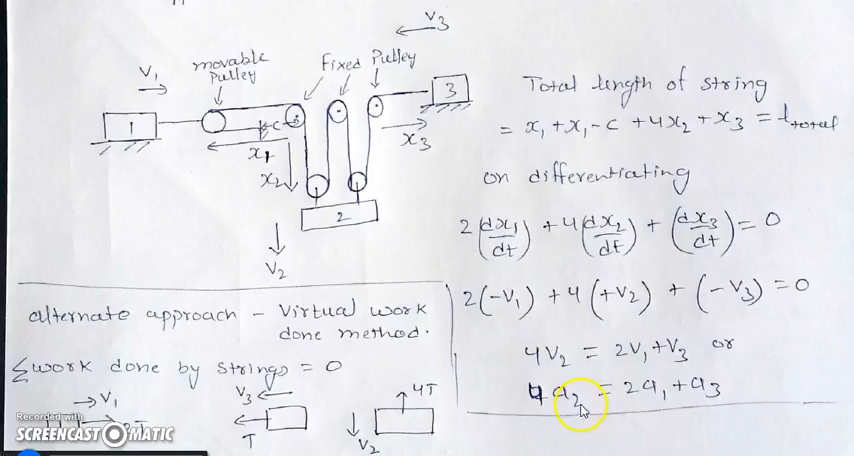 V₃
movable Pulley
Fixed Pulley
V₁
1
3
c
x₁
x₂
x₃
2
V₂
Total length of string
= x₁ + x₁ - c + 4x₂ + x₃ = l total
on differentiating
2(dx₁/dt) + 4(dx₂/dt) + (dx₃/dt) = 0
2(-V₁) + 4(+V₂) + (-V₃) = 0
4V₂ = 2V₁ + V₃ or
4a₂ = 2a₁ + a₃
alternate approach - Virtual work
done method.
Σwork done by strings = 0
V₁
V₃
T
4T
V₂
Recorded with
SCREENCAST MATIC